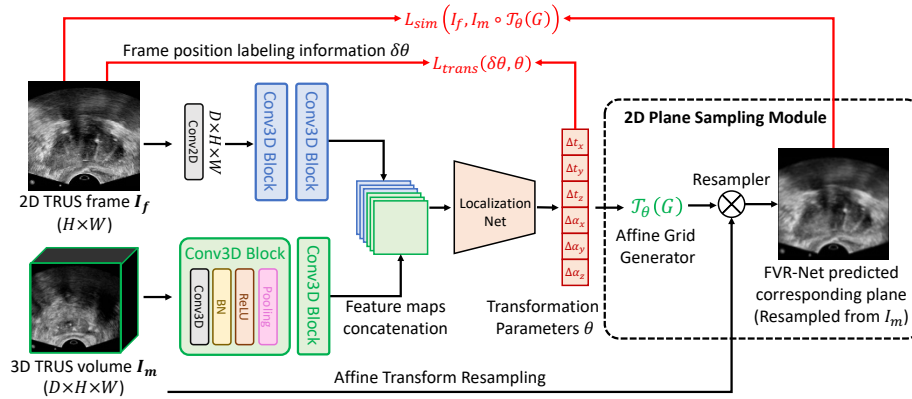 L_sim (I_f, I_m ∘ 𝒯_θ(G))
Frame position labeling information δθ
L_trans(δθ, θ)
Conv2D
D×H×W
Conv3D Block
Conv3D Block
2D TRUS frame I_f
(H×W)
Conv3D Block
Conv3D
BN
ReLU
Pooling
Conv3D Block
3D TRUS volume I_m
(D×H×W)
Feature maps
concatenation
Localization
Net
Δt_x
Δt_y
Δt_z
Δα_x
Δα_y
Δα_z
Transformation
Parameters θ
2D Plane Sampling Module
𝒯_θ(G)
Affine Grid
Generator
Resampler
FVR-Net predicted
corresponding plane
(Resampled from I_m)
Affine Transform Resampling